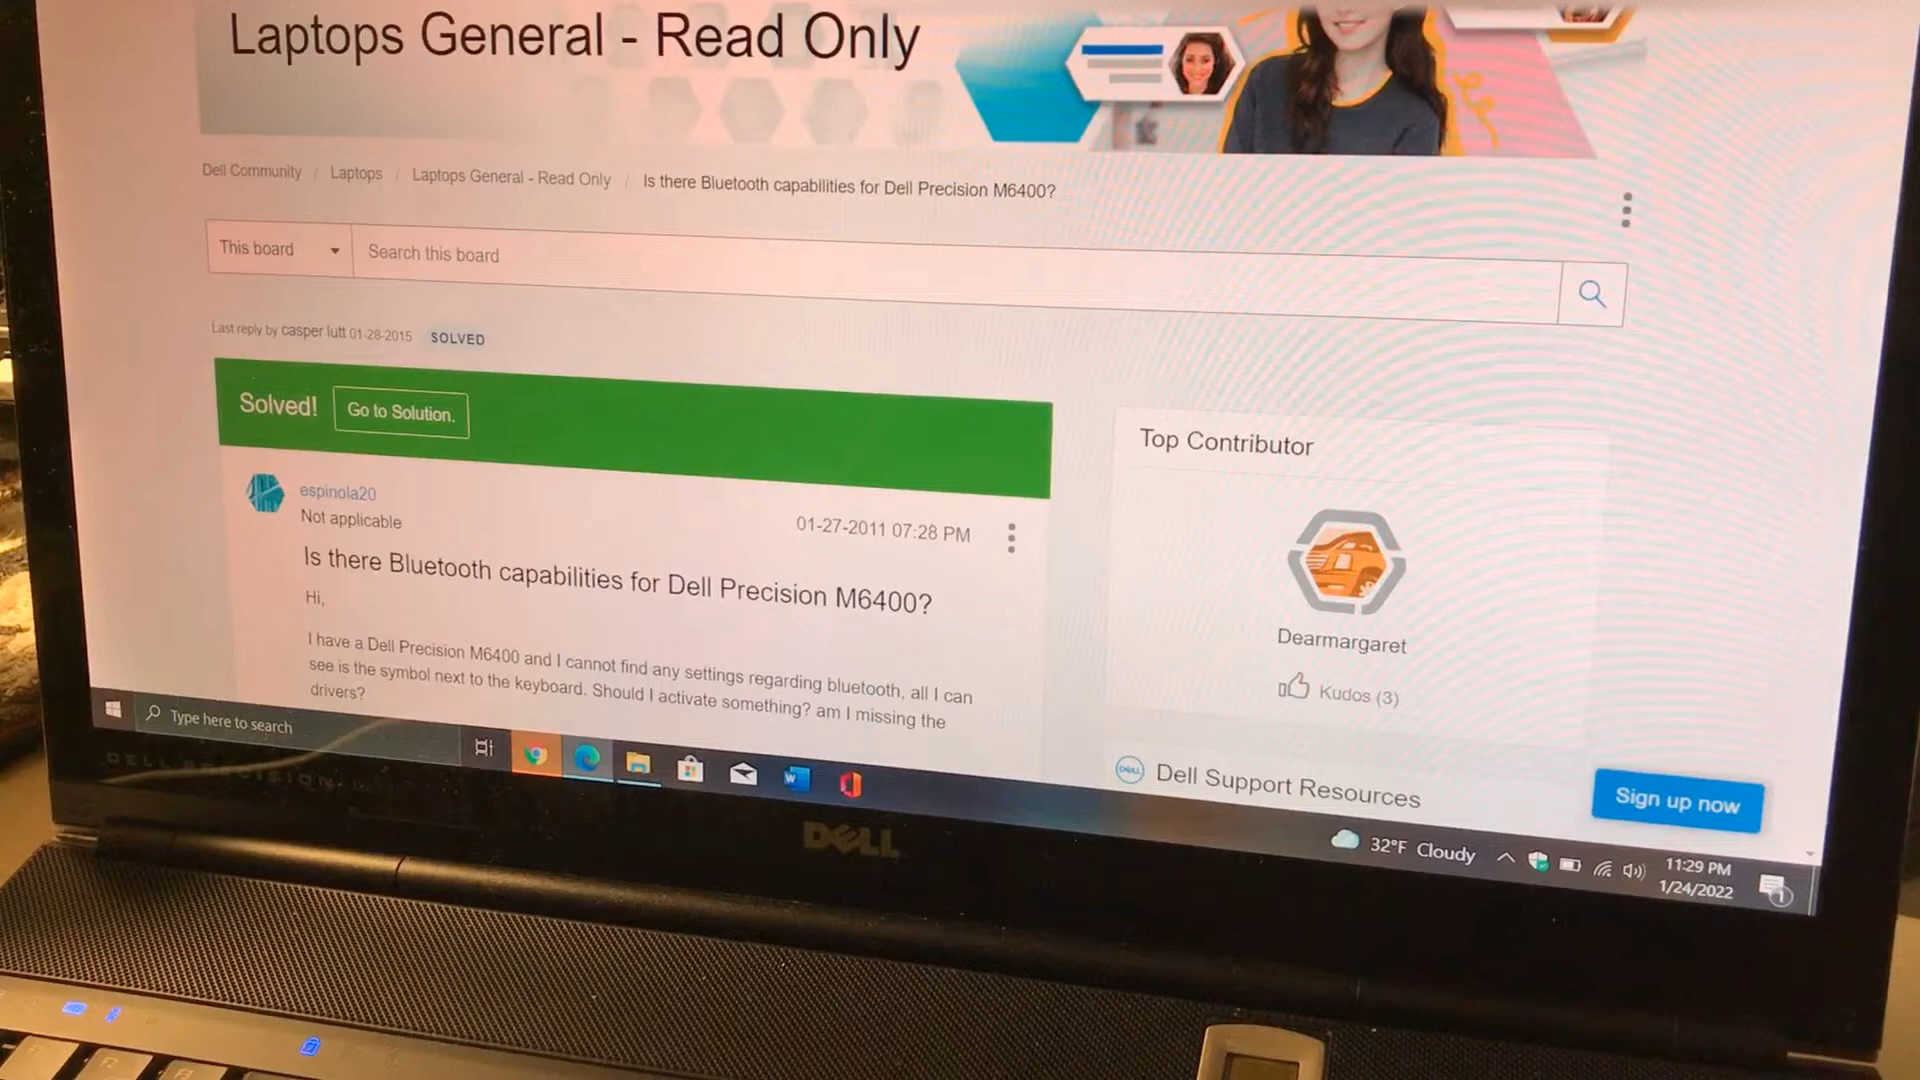 Laptops General - Read Only
Dell Community / Laptops / Laptops General - Read Only / Is there Bluetooth capabilities for Dell Precision M6400?
This board
Search this board
Last reply by casper lutt 01-28-2015 SOLVED
Solved! Go to Solution.
espinola20
Not applicable
01-27-2011 07:28 PM
Is there Bluetooth capabilities for Dell Precision M6400?
Hi,
I have a Dell Precision M6400 and I cannot find any settings regarding bluetooth, all I can
see is the symbol next to the keyboard. Should I activate something? am I missing the
drivers?
Top Contributor
Dearmargaret
Kudos (3)
DELL Dell Support Resources
Sign up now
Type here to search
W
32°F Cloudy
11:29 PM
1/24/2022
1
DELL PRECISION
DELL